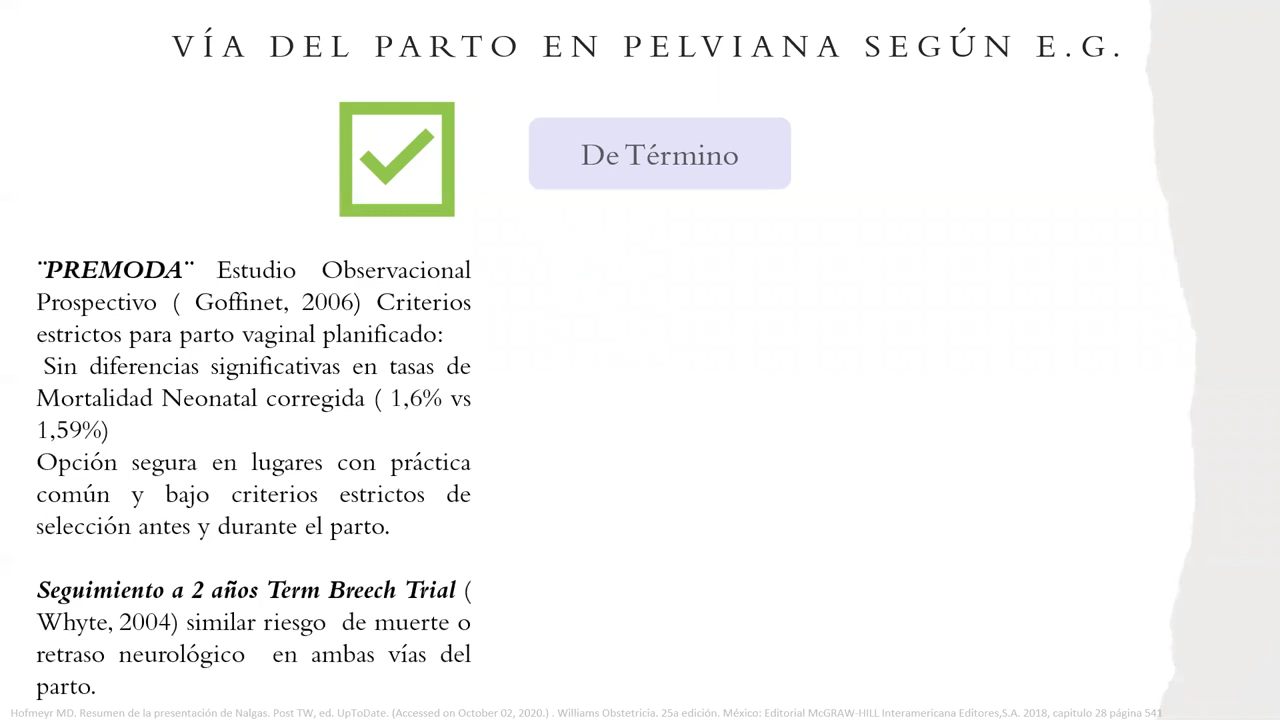 VÍA DEL PARTO EN PELVIANA SEGÚN E.G.
De Término
¨PREMODA¨ Estudio Observacional
Prospectivo ( Goffinet, 2006) Criterios
estrictos para parto vaginal planificado:
Sin diferencias significativas en tasas de
Mortalidad Neonatal corregida ( 1,6% vs
1,59%)
Opción segura en lugares con práctica
común y bajo criterios estrictos de
selección antes y durante el parto.
Seguimiento a 2 años Term Breech Trial (
Whyte, 2004) similar riesgo de muerte o
retraso neurológico en ambas vías del
parto.
Hofmeyr MD. Resumen de la presentación de Nalgas. Post TW, ed. UpToDate. (Accessed on October 02, 2020.) . Williams Obstetricia. 25a edición. México: Editorial McGRAW-HILL Interamericana Editores,S.A. 2018, capitulo 28 página 541